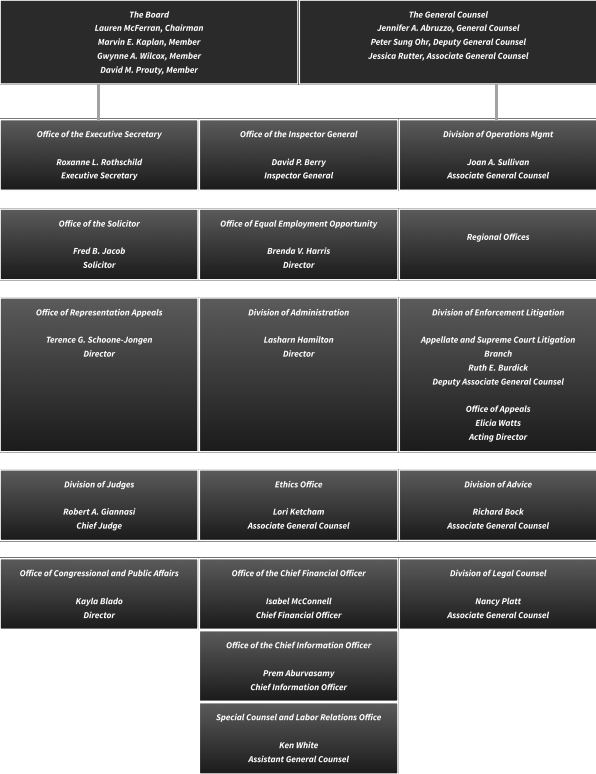 The Board
Lauren McFerran, Chairman
Marvin E. Kaplan, Member
Gwynne A. Wilcox, Member
David M. Prouty, Member
The General Counsel
Jennifer A. Abruzzo, General Counsel
Peter Sung Ohr, Deputy General Counsel
Jessica Rutter, Associate General Counsel
Office of the Executive Secretary
Roxanne L. Rothschild
Executive Secretary
Office of the Inspector General
David P. Berry
Inspector General
Division of Operations Mgmt
Joan A. Sullivan
Associate General Counsel
Office of the Solicitor
Fred B. Jacob
Solicitor
Office of Equal Employment Opportunity
Brenda V. Harris
Director
Regional Offices
Office of Representation Appeals
Terence G. Schoone-Jongen
Director
Division of Administration
Lasharn Hamilton
Director
Division of Enforcement Litigation
Appellate and Supreme Court Litigation
Branch
Ruth E. Burdick
Deputy Associate General Counsel
Office of Appeals
Elicia Watts
Acting Director
Division of Judges
Robert A. Giannasi
Chief Judge
Ethics Office
Lori Ketcham
Associate General Counsel
Division of Advice
Richard Bock
Associate General Counsel
Office of Congressional and Public Affairs
Kayla Blado
Director
Office of the Chief Financial Officer
Isabel McConnell
Chief Financial Officer
Division of Legal Counsel
Nancy Platt
Associate General Counsel
Office of the Chief Information Officer
Prem Aburvasamy
Chief Information Officer
Special Counsel and Labor Relations Office
Ken White
Assistant General Counsel